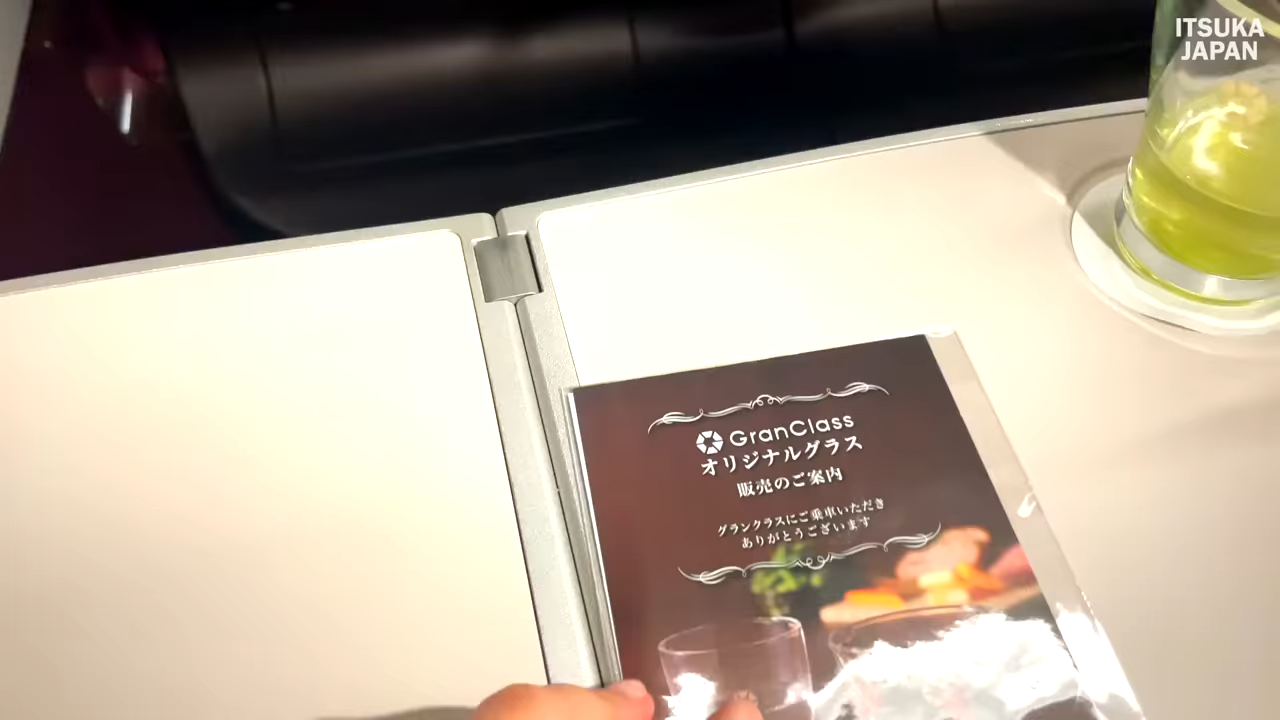 ITSUKA
JAPAN
GranClass
オリジナルグラス
販売のご案内
グランクラスにご乗車いただき
ありがとうございます